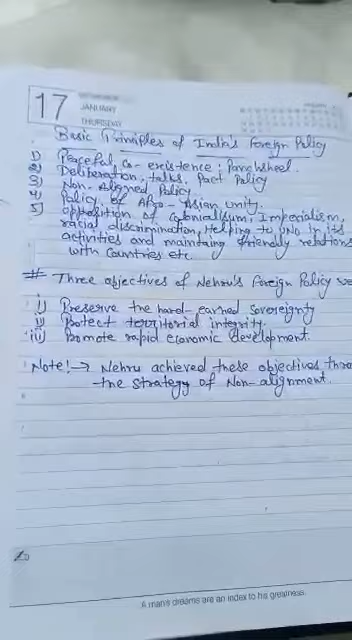 17
JANUARY
THURSDAY
Basic Principles of India's Foreign Policy
1) Peaceful co-existence: Panchsheel.
2) Deliberation, talks, Pact Policy
3) Non-Aligned Policy
4) Policy of Afro-Asian Unity.
5) opposition of colonialism, Imperialism,
racial discrimination, Helping to UNO in its
activities and maintaing friendly relations
with Countries etc.
# Three objectives of Nehru's Foreign Policy we
i) Preserve the hard-earned sovereignty
ii) Protect territorial integrity.
iii) Promote rapid economic development.
Note!→ Nehru achieved these objectives thro
the strategy of Non-alignment.
A man's dreams are an index to his greatness.